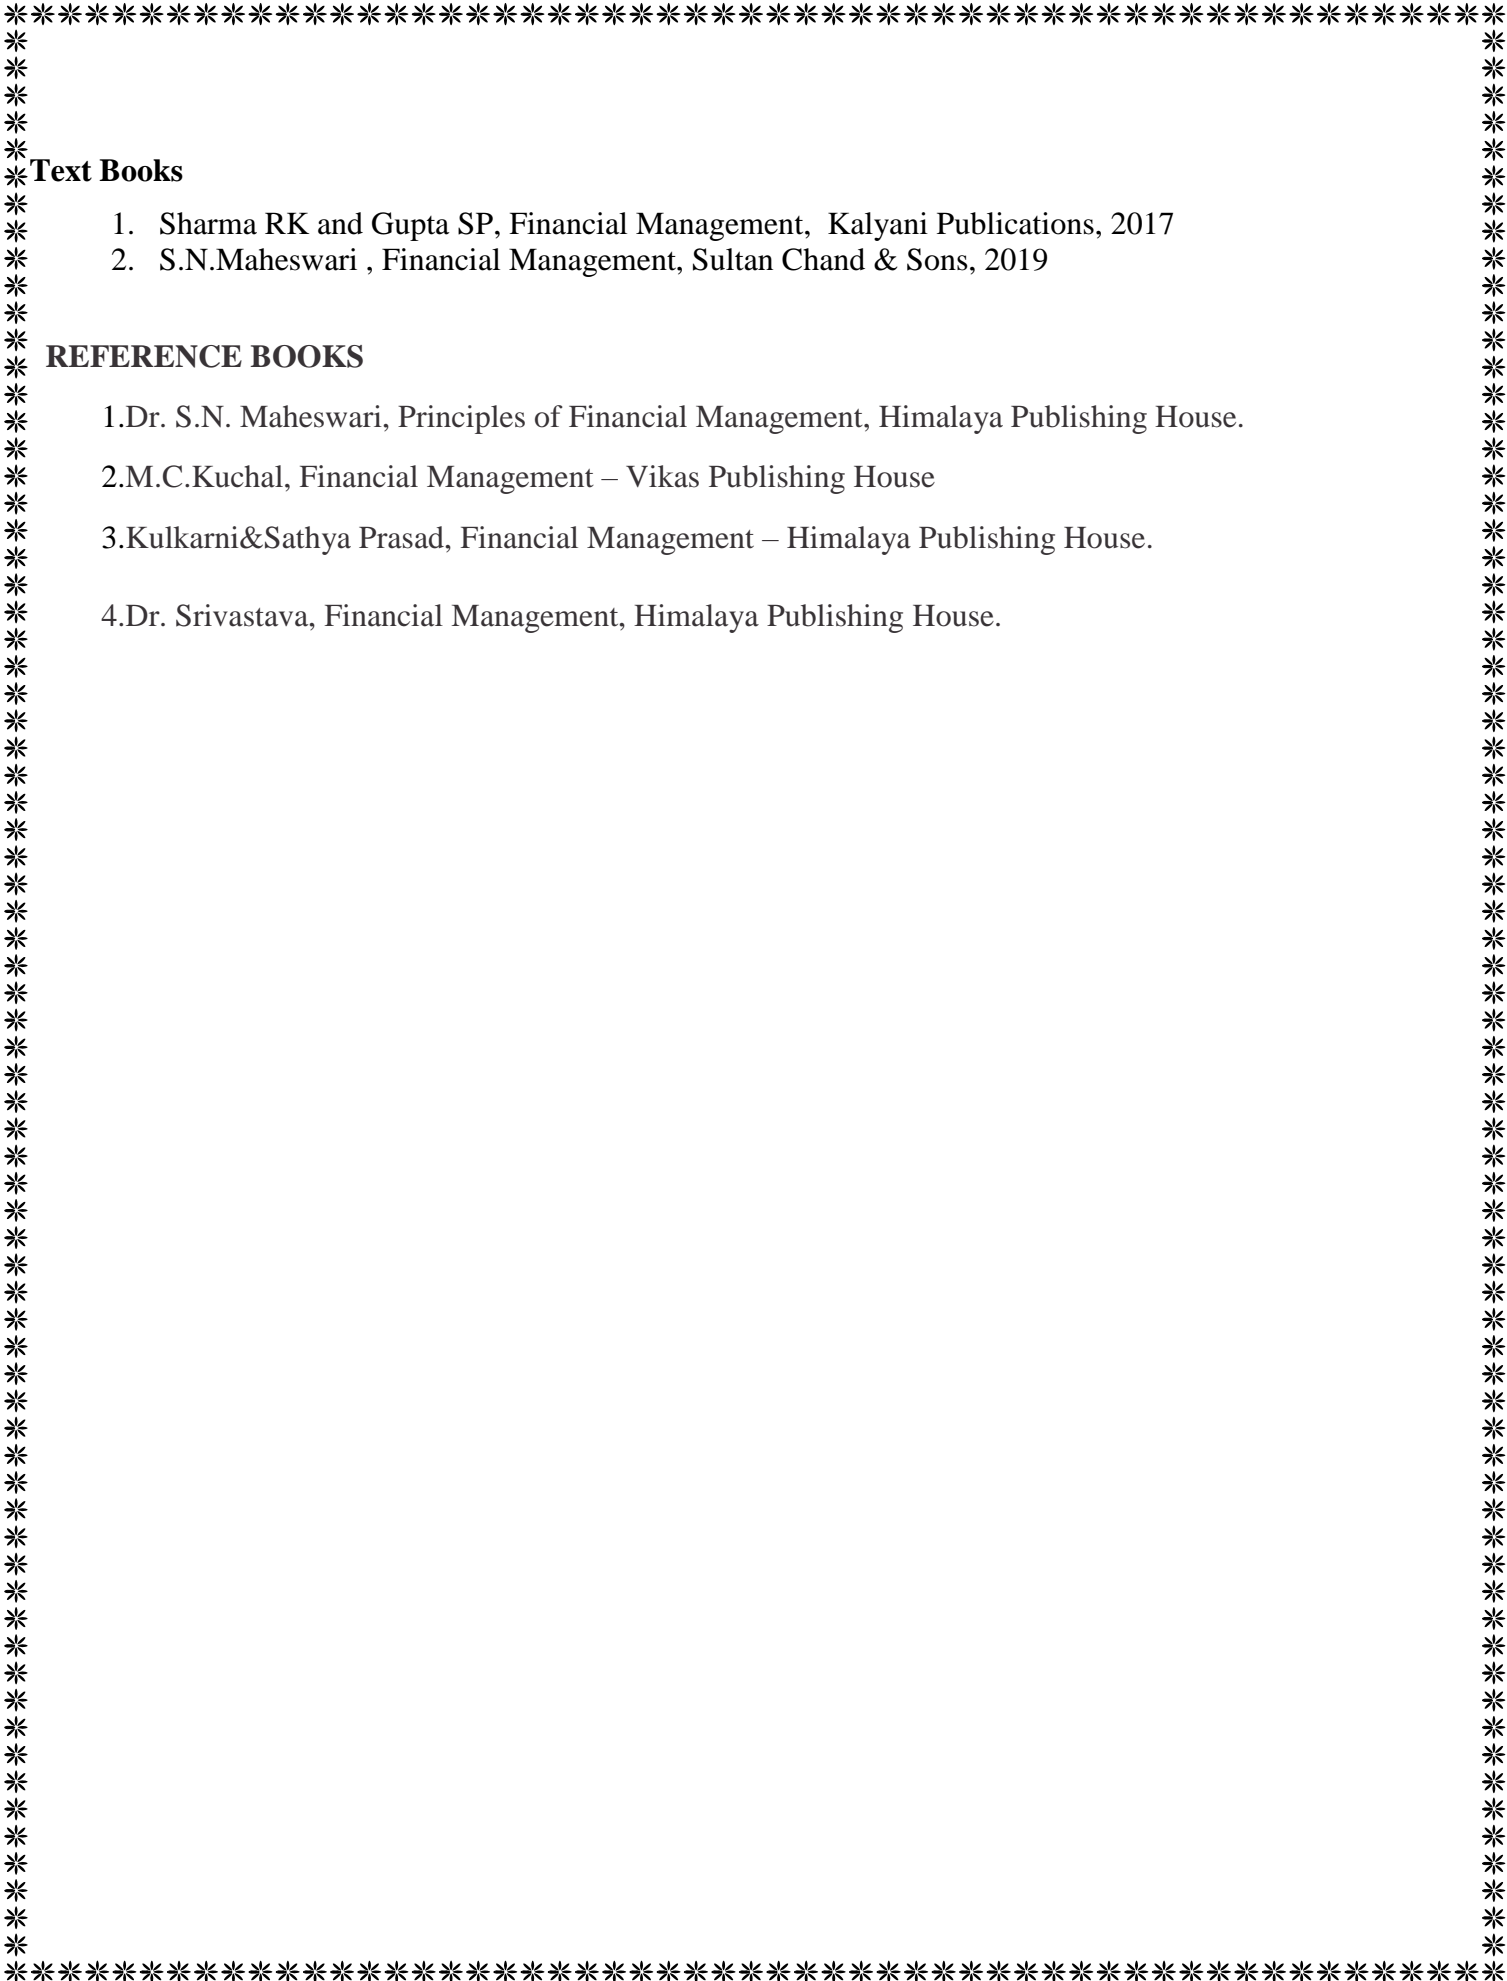 Text Books
1. Sharma RK and Gupta SP, Financial Management, Kalyani Publications, 2017
2. S.N.Maheswari , Financial Management, Sultan Chand & Sons, 2019
REFERENCE BOOKS
1.Dr. S.N. Maheswari, Principles of Financial Management, Himalaya Publishing House.
2.M.C.Kuchal, Financial Management – Vikas Publishing House
3.Kulkarni&Sathya Prasad, Financial Management – Himalaya Publishing House.
4.Dr. Srivastava, Financial Management, Himalaya Publishing House.